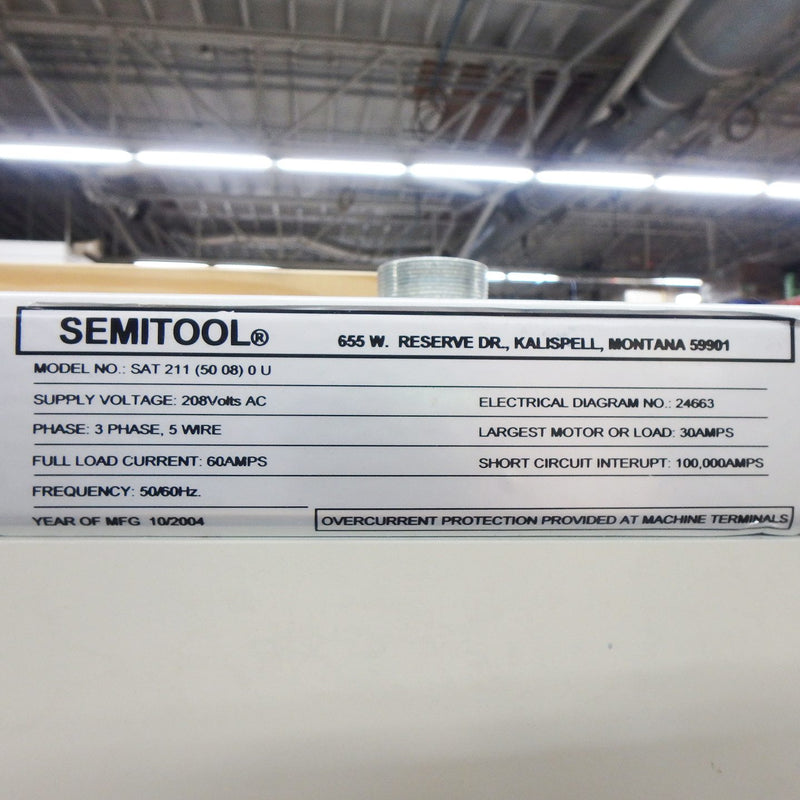 SEMITOOL® 655 W. RESERVE DR., KALISPELL, MONTANA 59901
MODEL NO.: SAT 211 (50 08) 0 U
SUPPLY VOLTAGE: 208Volts AC ELECTRICAL DIAGRAM NO.: 24663
PHASE: 3 PHASE, 5 WIRE LARGEST MOTOR OR LOAD: 30AMPS
FULL LOAD CURRENT: 60AMPS SHORT CIRCUIT INTERUPT: 100,000AMPS
FREQUENCY: 50/60Hz.
YEAR OF MFG 10/2004 OVERCURRENT PROTECTION PROVIDED AT MACHINE TERMINALS